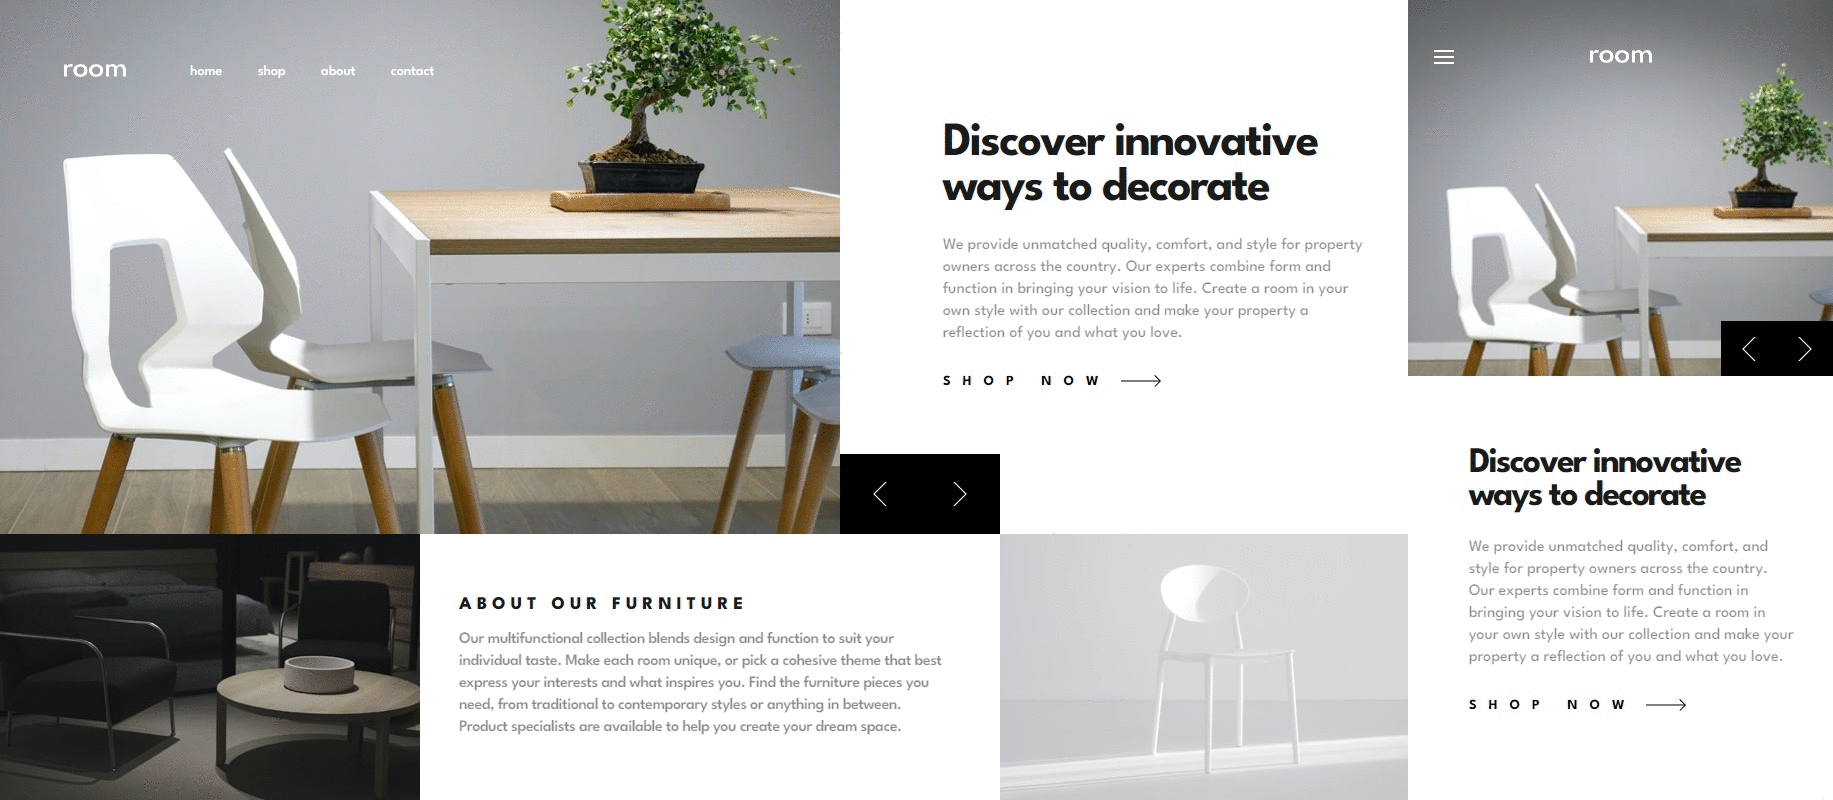 room
home shop about contact
Discover innovative
ways to decorate
We provide unmatched quality, comfort, and style for property
owners across the country. Our experts combine form and
function in bringing your vision to life. Create a room in your
own style with our collection and make your property a
reflection of you and what you love.
SHOP NOW
ABOUT OUR FURNITURE
Our multifunctional collection blends design and function to suit your
individual taste. Make each room unique, or pick a cohesive theme that best
express your interests and what inspires you. Find the furniture pieces you
need, from traditional to contemporary styles or anything in between.
Product specialists are available to help you create your dream space.
room
Discover innovative
ways to decorate
We provide unmatched quality, comfort, and
style for property owners across the country.
Our experts combine form and function in
bringing your vision to life. Create a room in
your own style with our collection and make your
property a reflection of you and what you love.
SHOP NOW